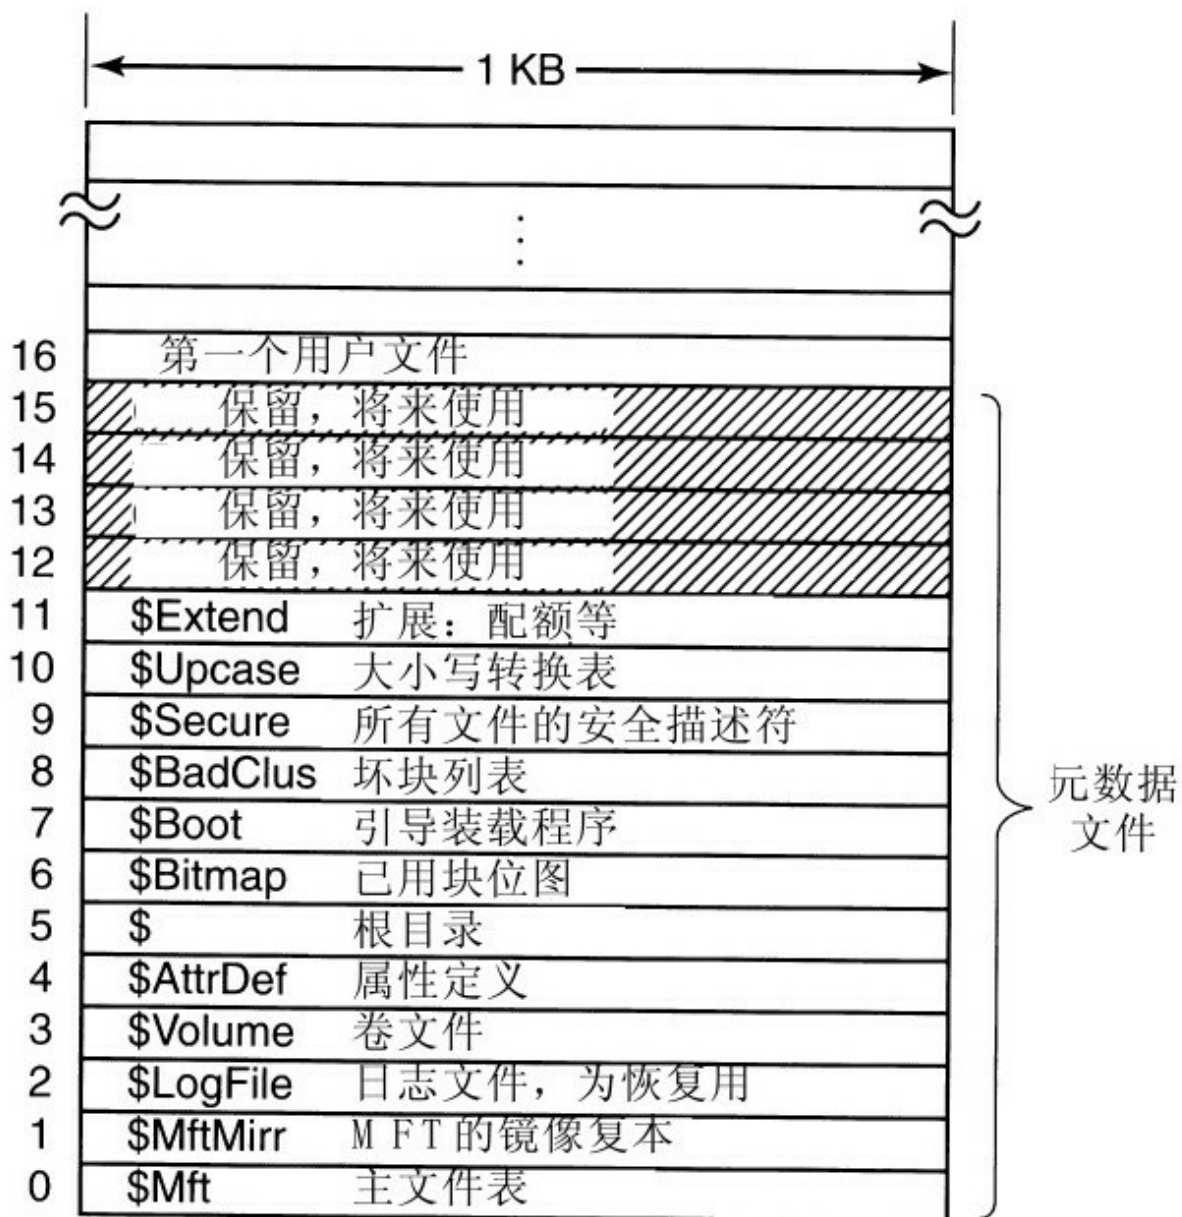 1 KB
16 第一个用户文件
15 保留，将来使用
14 保留，将来使用
13 保留，将来使用
12 保留，将来使用
11 $Extend 扩展：配额等
10 $Upcase 大小写转换表
9 $Secure 所有文件的安全描述符
8 $BadClus 坏块列表
7 $Boot 引导装载程序
6 $Bitmap 已用块位图
5 $ 根目录
4 $AttrDef 属性定义
3 $Volume 卷文件
2 $LogFile 日志文件，为恢复用
1 $MftMirr MFT的镜像复本
0 $Mft 主文件表
元数据
文件